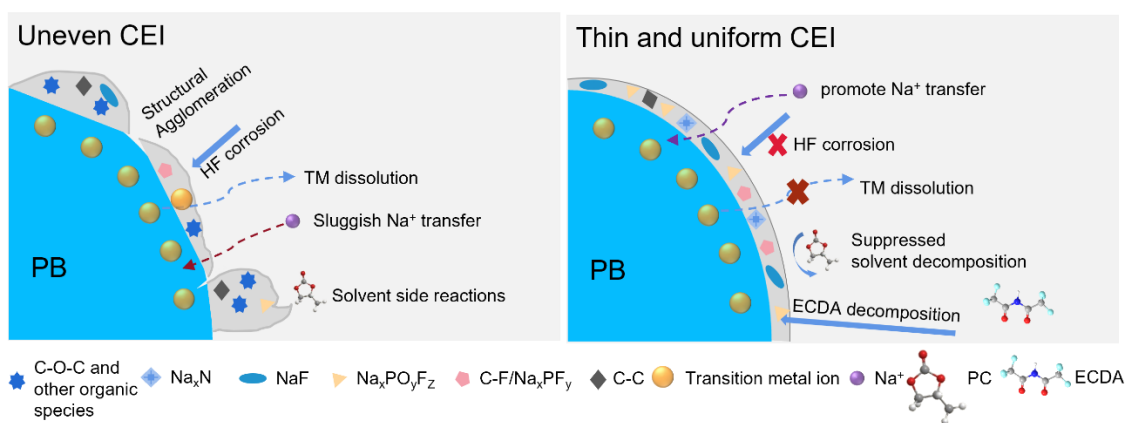 Uneven CEI
Structural
Agglomeration
HF corrosion
TM dissolution
Sluggish Na⁺ transfer
PB
Solvent side reactions
Thin and uniform CEI
promote Na⁺ transfer
HF corrosion
TM dissolution
Suppressed
solvent decomposition
PB
ECDA decomposition
C-O-C and
other organic
species
NaₓN
NaF
NaₓPOᵧF_Z
C-F/NaₓPFᵧ
C-C
Transition metal ion
Na⁺
PC
ECDA